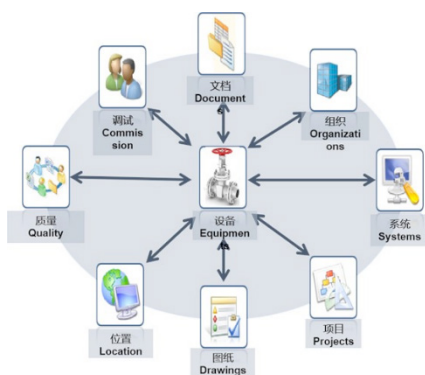 文档
Document
s
调试
Commis
sion
组织
Organizati
ons
质量
Quality
设备
Equipmen
t
系统
Systems
位置
Location
图纸
Drawings
项目
Projects